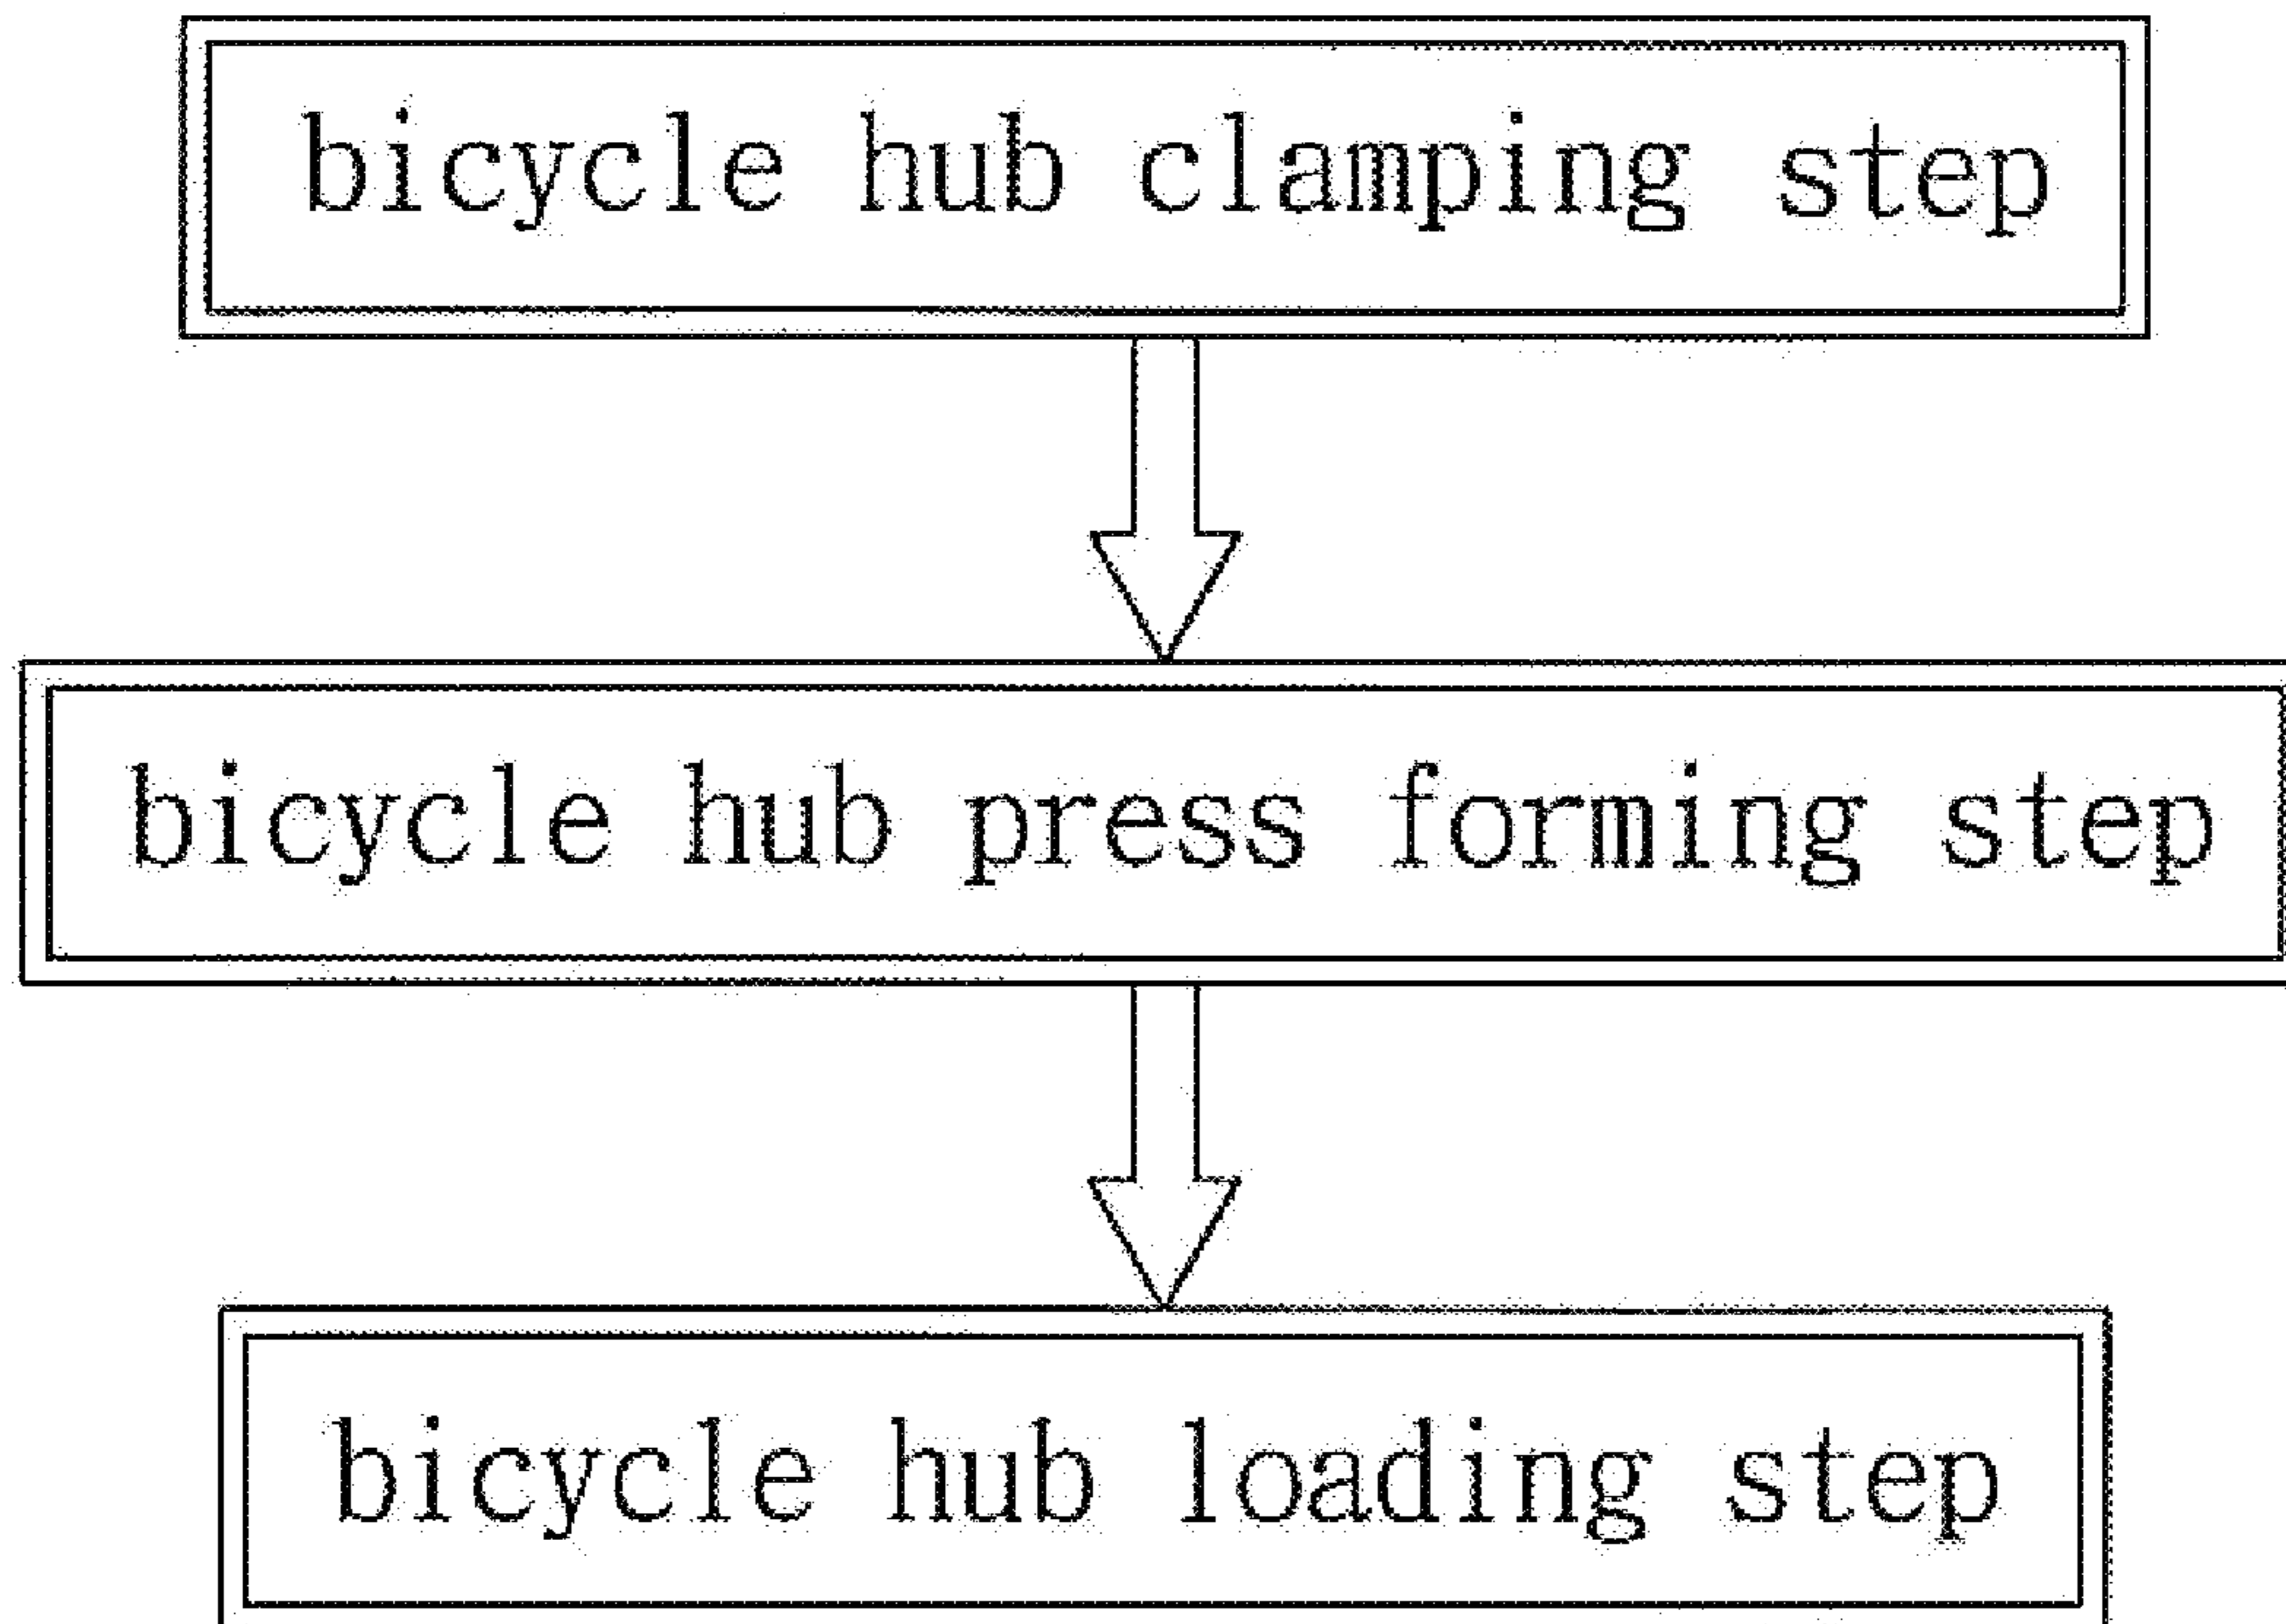 bicycle hub clamping step
bicycle hub press forming step
bicycle hub loading step